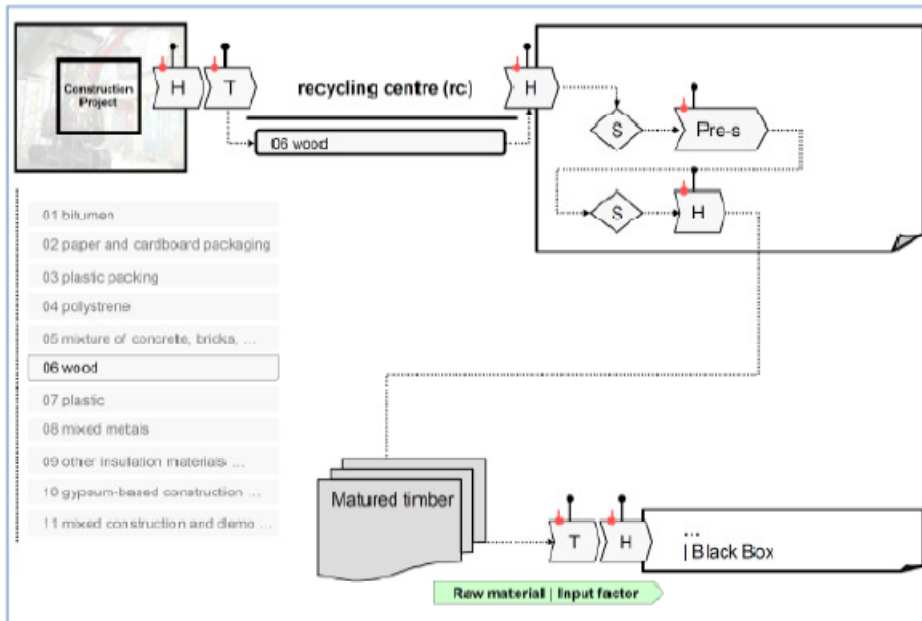 Construction
Project
H
T
recycling centre (rc)
H
06 wood
S
Pre-s
S
H
01 bitumen
02 paper and cardboard packaging
03 plastic packing
04 polystrene
05 mixture of concrete, bricks, ...
06 wood
07 plastic
08 mixed metals
09 other insulation materials ...
10 gypsum-based construction ...
11 mixed construction and demo ...
Matured timber
T
H
...
| Black Box
Raw material | Input factor